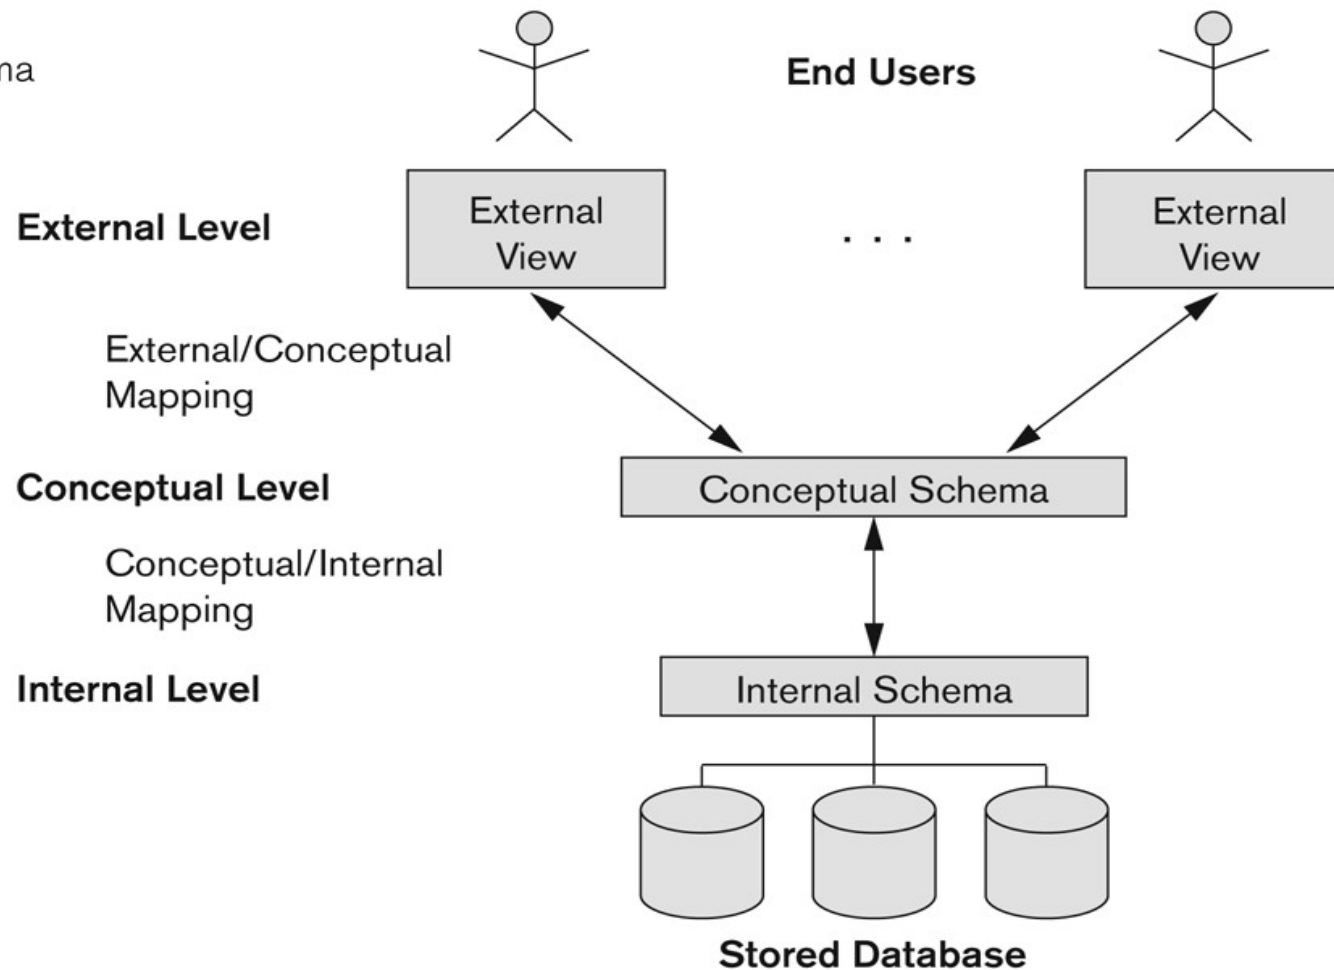 End Users
External Level
External
View
. . .
External
View
External/Conceptual
Mapping
Conceptual Level
Conceptual Schema
Conceptual/Internal
Mapping
Internal Level
Internal Schema
Stored Database